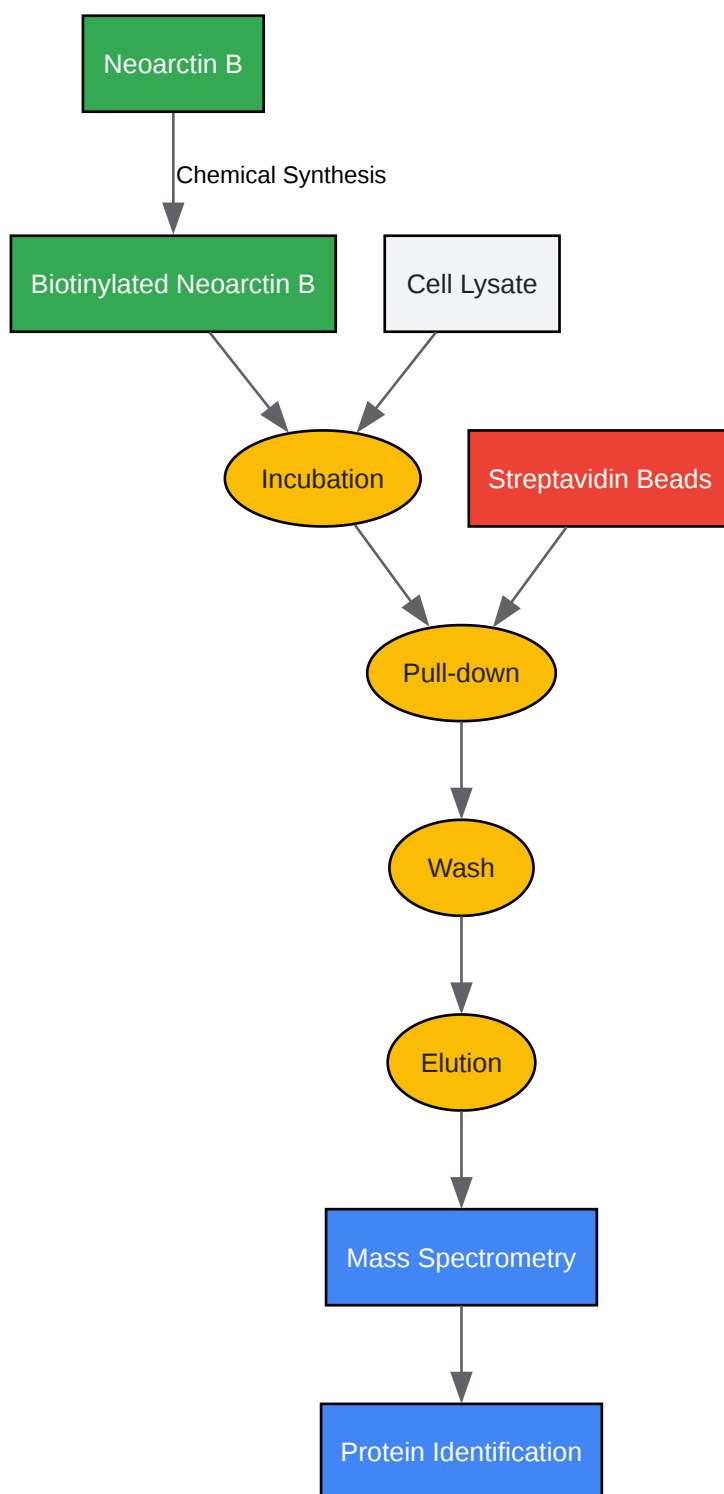 Neoarctin B
Chemical Synthesis
Biotinylated Neoarctin B
Cell Lysate
Incubation
Streptavidin Beads
Pull-down
Wash
Elution
Mass Spectrometry
Protein Identification